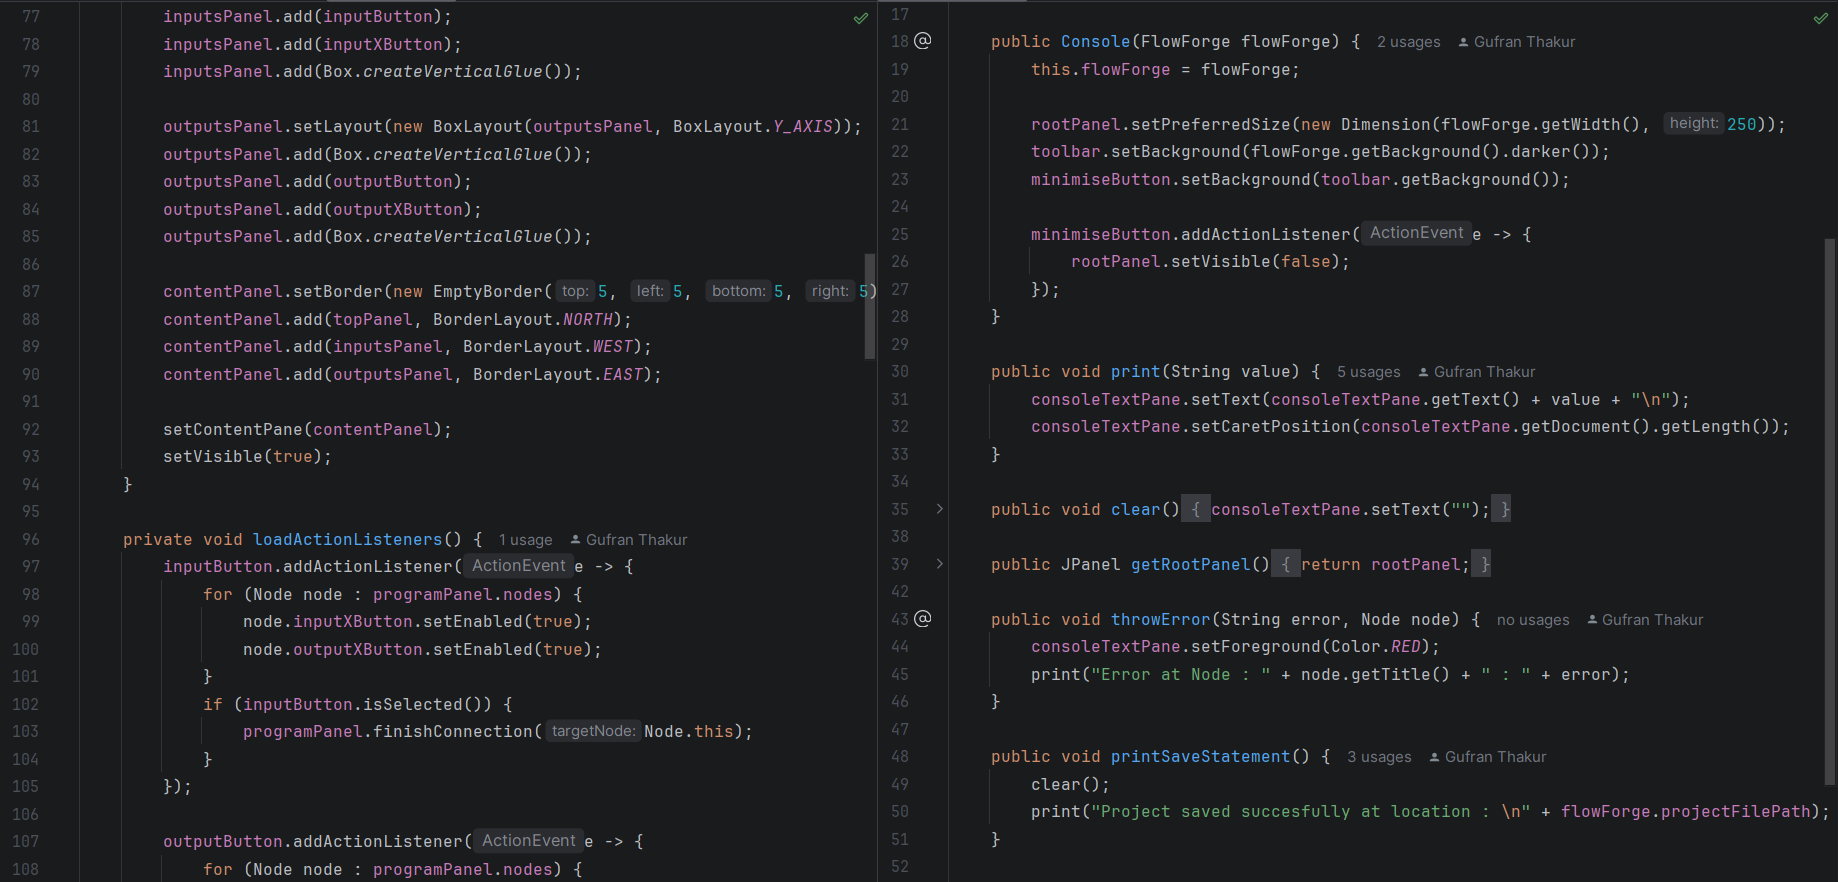 77 inputsPanel.add(inputButton);
78 inputsPanel.add(inputXButton);
79 inputsPanel.add(Box.createVerticalGlue());
80
81 outputsPanel.setLayout(new BoxLayout(outputsPanel, BoxLayout.Y_AXIS));
82 outputsPanel.add(Box.createVerticalGlue());
83 outputsPanel.add(outputButton);
84 outputsPanel.add(outputXButton);
85 outputsPanel.add(Box.createVerticalGlue());
86
87 contentPanel.setBorder(new EmptyBorder( top: 5, left: 5, bottom: 5, right: 5)
88 contentPanel.add(topPanel, BorderLayout.NORTH);
89 contentPanel.add(inputsPanel, BorderLayout.WEST);
90 contentPanel.add(outputsPanel, BorderLayout.EAST);
91
92 setContentPane(contentPanel);
93 setVisible(true);
94 }
95
96 private void loadActionListeners() { 1 usage Gufran Thakur
97 inputButton.addActionListener( ActionEvent e -> {
98 for (Node node : programPanel.nodes) {
99 node.inputXButton.setEnabled(true);
100 node.outputXButton.setEnabled(true);
101 }
102 if (inputButton.isSelected()) {
103 programPanel.finishConnection( targetNode: Node.this);
104 }
105 });
106
107 outputButton.addActionListener( ActionEvent e -> {
108 for (Node node : programPanel.nodes) {
17
18 @ public Console(FlowForge flowForge) { 2 usages Gufran Thakur
19 this.flowForge = flowForge;
20
21 rootPanel.setPreferredSize(new Dimension(flowForge.getWidth(), height: 250));
22 toolbar.setBackground(flowForge.getBackground().darker());
23 minimiseButton.setBackground(toolbar.getBackground());
24
25 minimiseButton.addActionListener( ActionEvent e -> {
26 rootPanel.setVisible(false);
27 });
28 }
29
30 public void print(String value) { 5 usages Gufran Thakur
31 consoleTextPane.setText(consoleTextPane.getText() + value + "\n");
32 consoleTextPane.setCaretPosition(consoleTextPane.getDocument().getLength());
33 }
34
35 public void clear() { consoleTextPane.setText(""); }
38
39 public JPanel getRootPanel() { return rootPanel; }
42
43 @ public void throwError(String error, Node node) { no usages Gufran Thakur
44 consoleTextPane.setForeground(Color.RED);
45 print("Error at Node : " + node.getTitle() + " : " + error);
46 }
47
48 public void printSaveStatement() { 3 usages Gufran Thakur
49 clear();
50 print("Project saved succesfully at location : \n" + flowForge.projectFilePath);
51 }
52